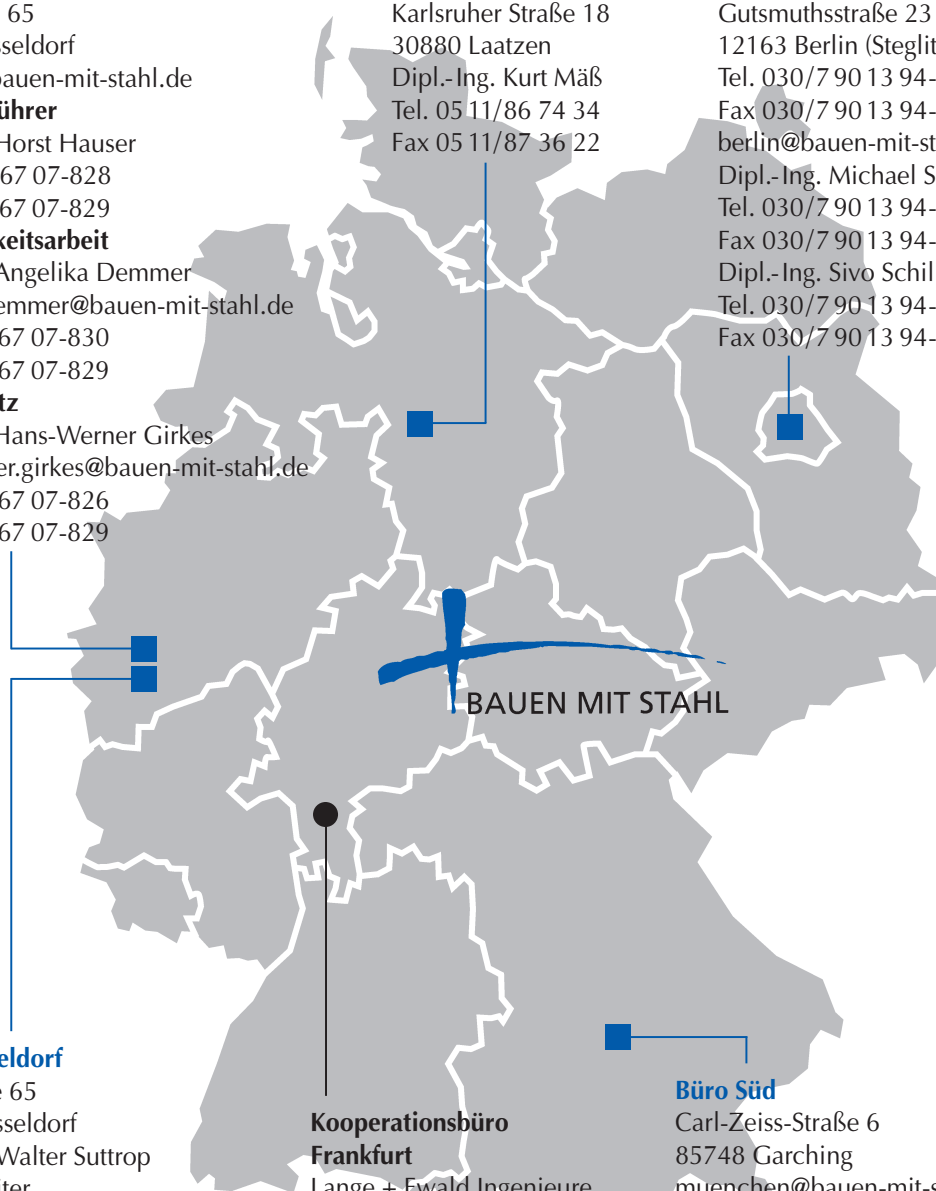 65
sseldorf
bauen-mit-stahl.de
ührer
Horst Hauser
67 07-828
67 07-829
keitsarbeit
Angelika Demmer
emmer@bauen-mit-stahl.de
67 07-830
67 07-829
tz
Hans-Werner Girkes
er.girkes@bauen-mit-stahl.de
67 07-826
67 07-829
Karlsruher Straße 18
30880 Laatzen
Dipl.-Ing. Kurt Mäß
Tel. 05 11/86 74 34
Fax 05 11/87 36 22
Gutsmuthsstraße 23
12163 Berlin (Steglit
Tel. 030/7 90 13 94-
Fax 030/7 90 13 94-
berlin@bauen-mit-st
Dipl.-Ing. Michael S
Tel. 030/7 90 13 94-
Fax 030/7 90 13 94-
Dipl.-Ing. Sivo Schil
Tel. 030/7 90 13 94-
Fax 030/7 90 13 94-
BAUEN MIT STAHL
eldorf
e 65
sseldorf
Walter Suttrop
iter
Kooperationsbüro
Frankfurt
Lange + Ewald Ingenieure
Büro Süd
Carl-Zeiss-Straße 6
85748 Garching
muenchen@bauen-mit-s